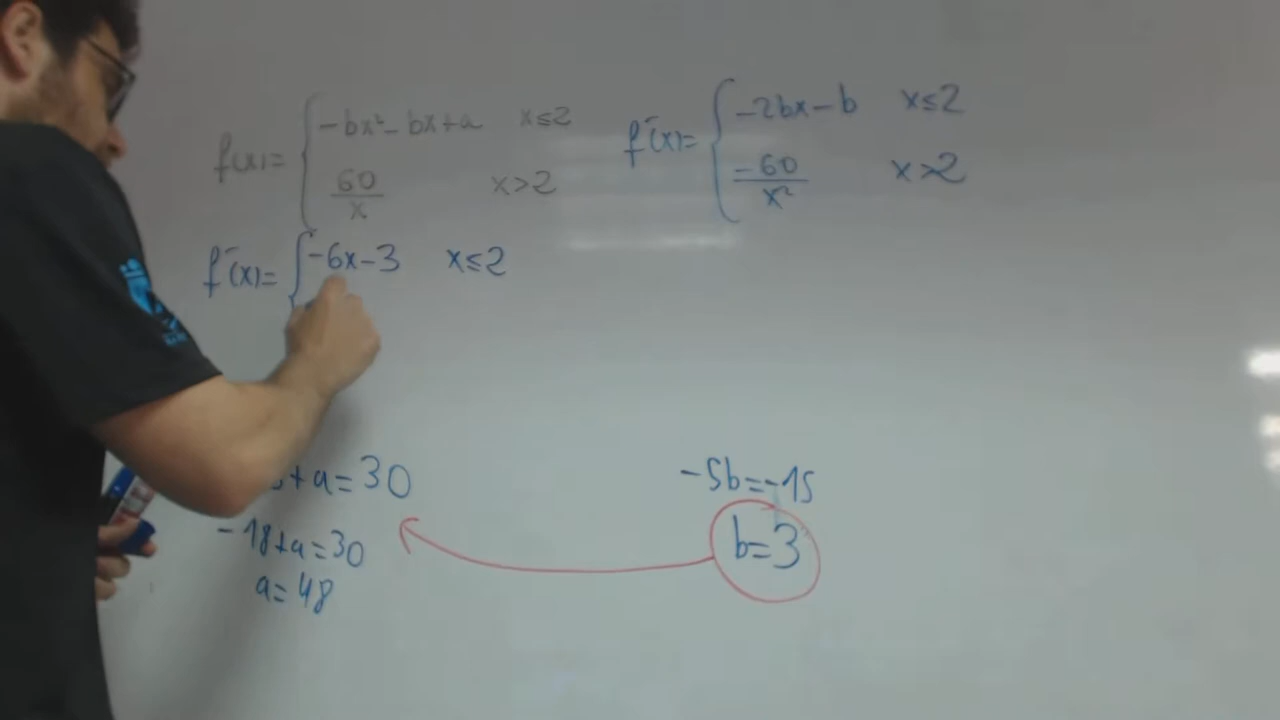 f(x)= { -bx²-bx+a x≤2
60/x x>2
f'(x)= { -2bx-b x≤2
-60/x² x>2
f'(x)= { -6x-3 x≤2
+a=30
-18+a=30
a=48
-5b=-15
b=3